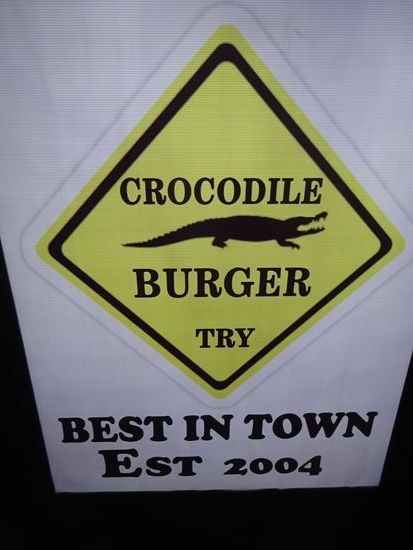 CROCODILE
BURGER
TRY
BEST IN TOWN
EST 2004